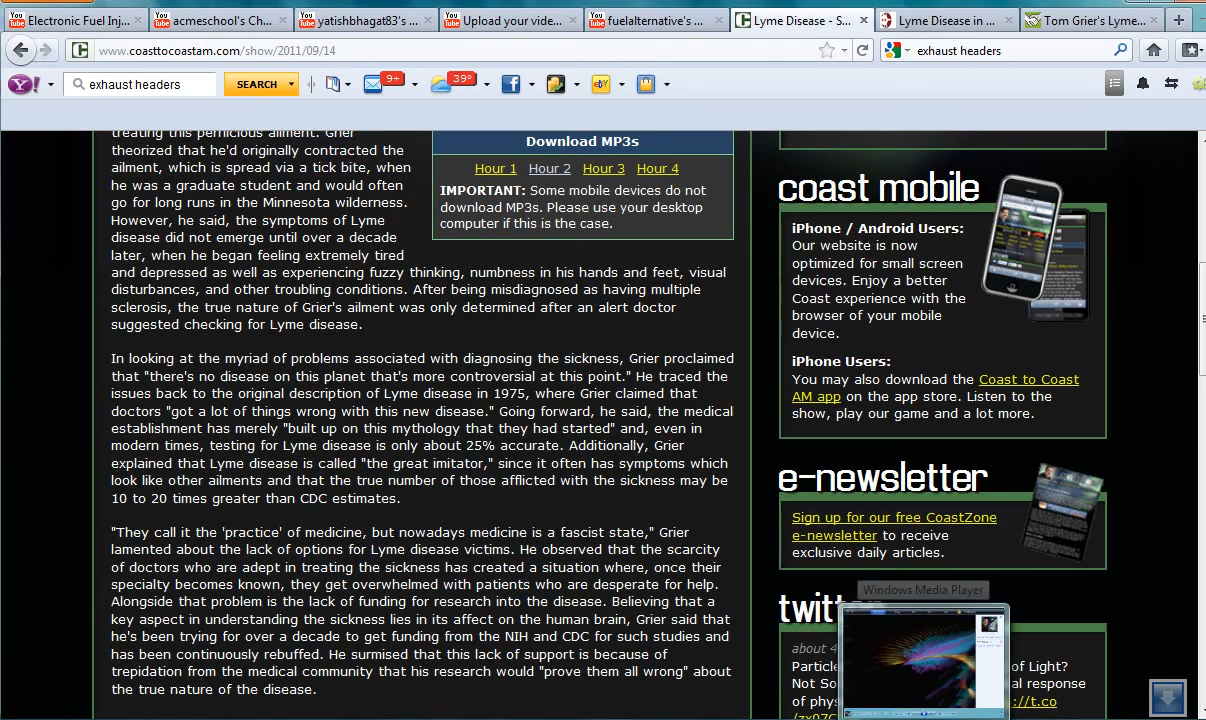 Electronic Fuel Inj...
acmeschool's Ch...
yatishbhagat83's ...
Upload your vide...
fuelalternative's ...
Lyme Disease - S...
Lyme Disease in ...
Tom Grier's Lyme...
www.coasttocoastam.com/show/2011/09/14
exhaust headers
exhaust headers
SEARCH
9+
39°
treating this pernicious ailment. Grier
theorized that he'd originally contracted the
ailment, which is spread via a tick bite, when
he was a graduate student and would often
go for long runs in the Minnesota wilderness.
However, he said, the symptoms of Lyme
disease did not emerge until over a decade
later, when he began feeling extremely tired
and depressed as well as experiencing fuzzy thinking, numbness in his hands and feet, visual
disturbances, and other troubling conditions. After being misdiagnosed as having multiple
sclerosis, the true nature of Grier's ailment was only determined after an alert doctor
suggested checking for Lyme disease.
In looking at the myriad of problems associated with diagnosing the sickness, Grier proclaimed
that "there's no disease on this planet that's more controversial at this point." He traced the
issues back to the original description of Lyme disease in 1975, where Grier claimed that
doctors "got a lot of things wrong with this new disease." Going forward, he said, the medical
establishment has merely "built up on this mythology that they had started" and, even in
modern times, testing for Lyme disease is only about 25% accurate. Additionally, Grier
explained that Lyme disease is called "the great imitator," since it often has symptoms which
look like other ailments and that the true number of those afflicted with the sickness may be
10 to 20 times greater than CDC estimates.
"They call it the 'practice' of medicine, but nowadays medicine is a fascist state," Grier
lamented about the lack of options for Lyme disease victims. He observed that the scarcity
of doctors who are adept in treating the sickness has created a situation where, once their
specialty becomes known, they get overwhelmed with patients who are desperate for help.
Alongside that problem is the lack of funding for research into the disease. Believing that a
key aspect in understanding the sickness lies in its affect on the human brain, Grier said that
he's been trying for over a decade to get funding from the NIH and CDC for such studies and
has been continuously rebuffed. He surmised that this lack of support is because of
trepidation from the medical community that his research would "prove them all wrong" about
the true nature of the disease.
Download MP3s
Hour 1 Hour 2 Hour 3 Hour 4
IMPORTANT: Some mobile devices do not
download MP3s. Please use your desktop
computer if this is the case.
coast mobile
iPhone / Android Users:
Our website is now
optimized for small screen
devices. Enjoy a better
Coast experience with the
browser of your mobile
device.
iPhone Users:
You may also download the Coast to Coast
AM app on the app store. Listen to the
show, play our game and a lot more.
e-newsletter
Sign up for our free CoastZone
e-newsletter to receive
exclusive daily articles.
Windows Media Player
twitt
about 4
Particle of Light?
Not So al response
of phys ://t.co